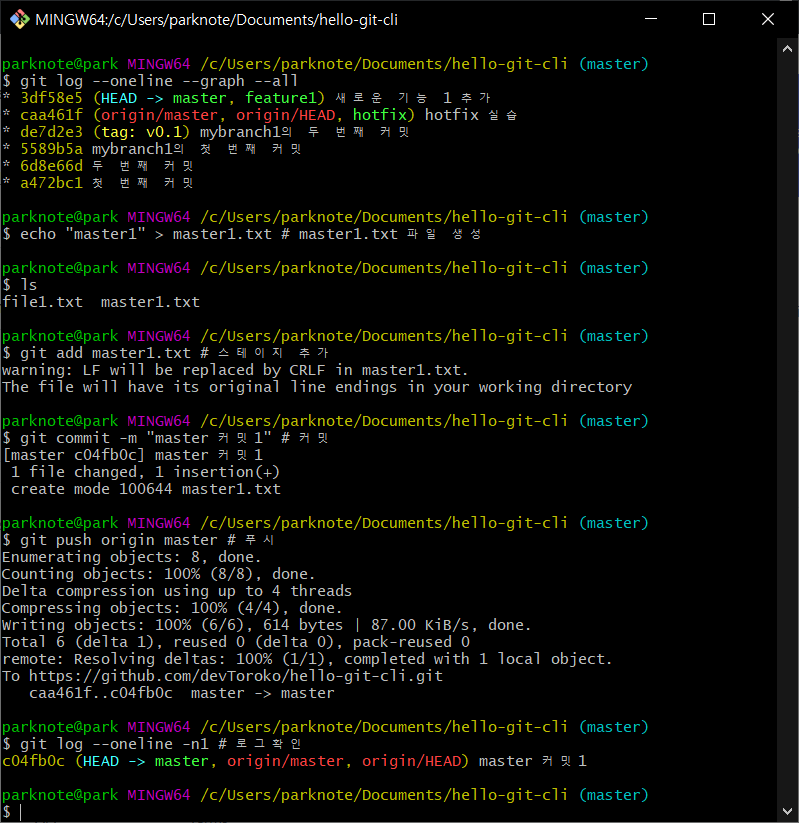 MINGW64:/c/Users/parknote/Documents/hello-git-cli
parknote@park MINGW64 /c/Users/parknote/Documents/hello-git-cli (master)
$ git log --oneline --graph --all
* 3df58e5 (HEAD -> master, feature1) 새로운 기능 1 추가
* caa461f (origin/master, origin/HEAD, hotfix) hotfix 실습
* de7d2e3 (tag: v0.1) mybranch1의 두 번째 커밋
* 5589b5a mybranch1의 첫 번째 커밋
* 6d8e66d 두 번째 커밋
* a472bc1 첫 번째 커밋
parknote@park MINGW64 /c/Users/parknote/Documents/hello-git-cli (master)
$ echo "master1" > master1.txt # master1.txt 파일 생성
parknote@park MINGW64 /c/Users/parknote/Documents/hello-git-cli (master)
$ ls
file1.txt  master1.txt
parknote@park MINGW64 /c/Users/parknote/Documents/hello-git-cli (master)
$ git add master1.txt # 스테이지 추가
warning: LF will be replaced by CRLF in master1.txt.
The file will have its original line endings in your working directory
parknote@park MINGW64 /c/Users/parknote/Documents/hello-git-cli (master)
$ git commit -m "master 커밋1" # 커밋
[master c04fb0c] master 커밋1
 1 file changed, 1 insertion(+)
 create mode 100644 master1.txt
parknote@park MINGW64 /c/Users/parknote/Documents/hello-git-cli (master)
$ git push origin master # 푸시
Enumerating objects: 8, done.
Counting objects: 100% (8/8), done.
Delta compression using up to 4 threads
Compressing objects: 100% (4/4), done.
Writing objects: 100% (6/6), 614 bytes | 87.00 KiB/s, done.
Total 6 (delta 1), reused 0 (delta 0), pack-reused 0
remote: Resolving deltas: 100% (1/1), completed with 1 local object.
To https://github.com/devToroko/hello-git-cli.git
   caa461f..c04fb0c  master -> master
parknote@park MINGW64 /c/Users/parknote/Documents/hello-git-cli (master)
$ git log --oneline -n1 # 로그확인
c04fb0c (HEAD -> master, origin/master, origin/HEAD) master 커밋1
parknote@park MINGW64 /c/Users/parknote/Documents/hello-git-cli (master)
$